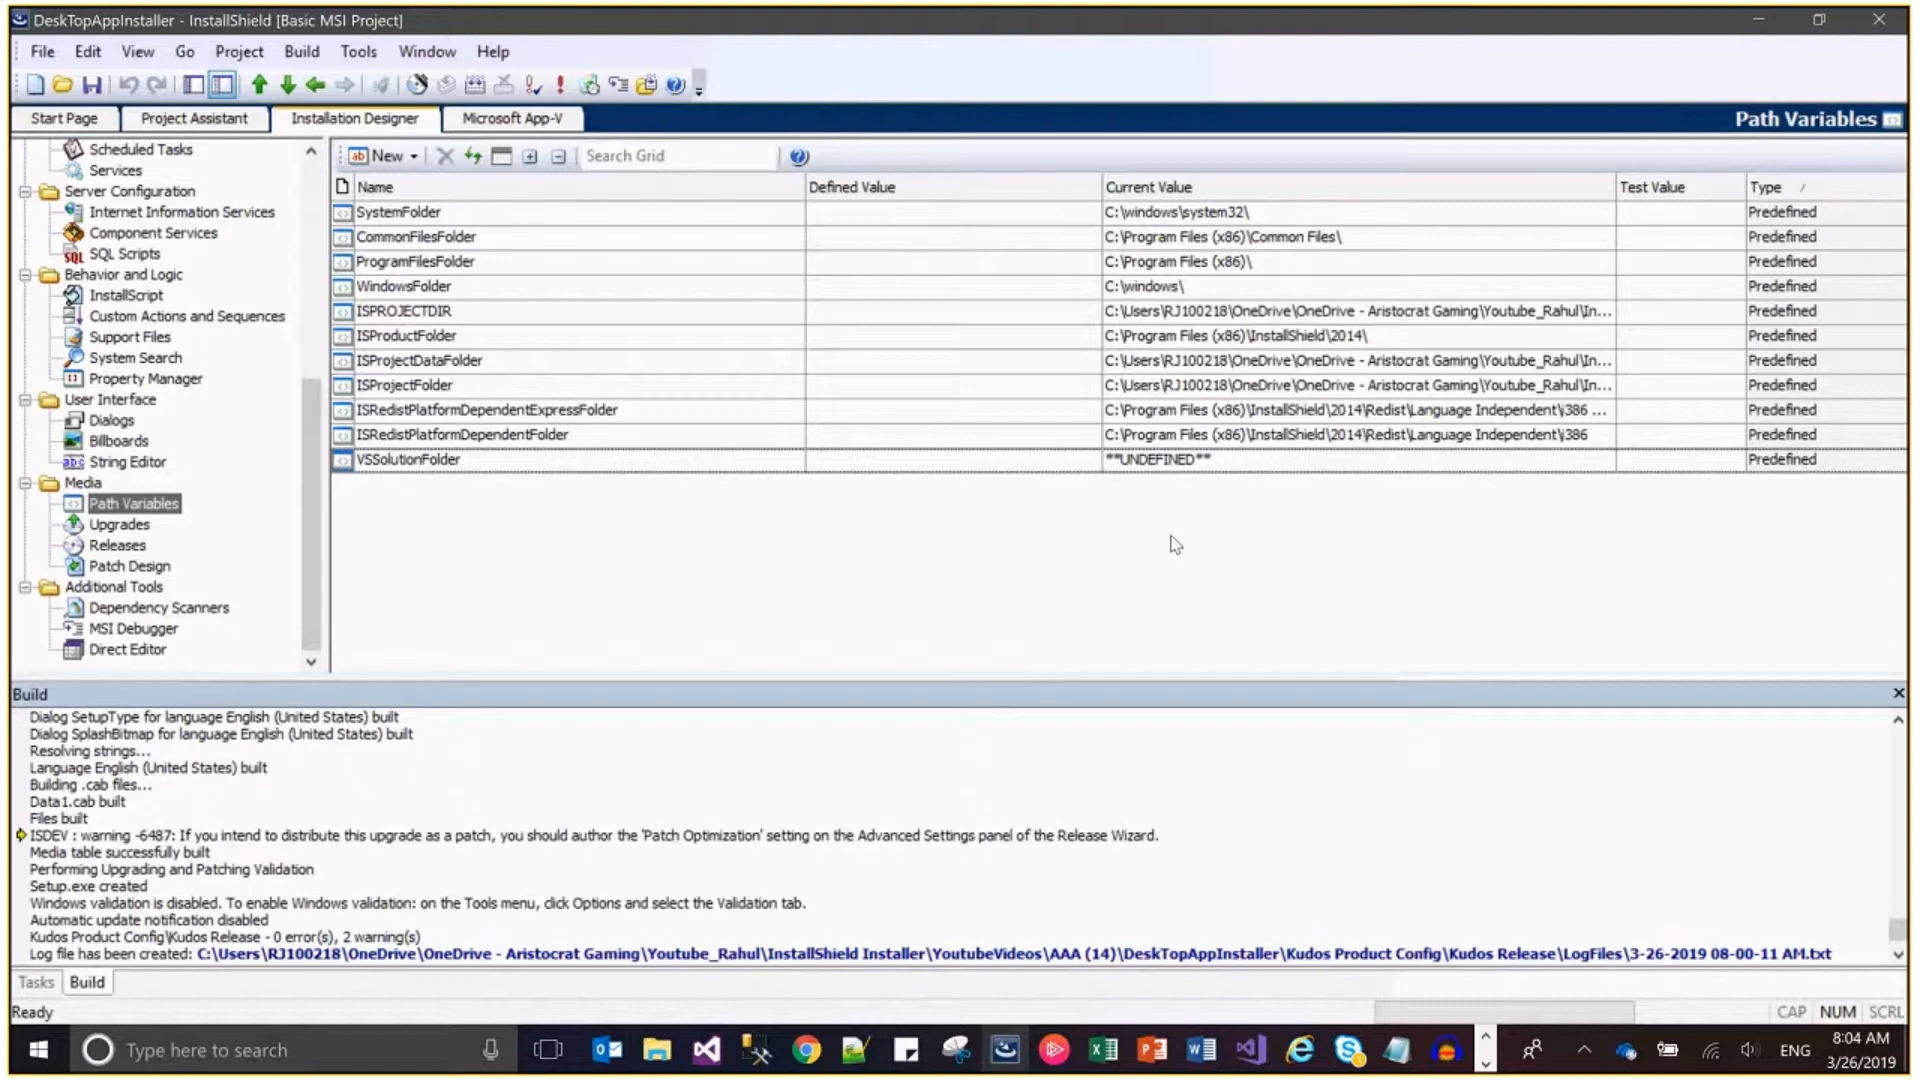 DeskTopAppInstaller - InstallShield [Basic MSI Project]
File Edit View Go Project Build Tools Window Help
Start Page Project Assistant Installation Designer Microsoft App-V Path Variables
Scheduled Tasks
Services
Server Configuration
Internet Information Services
Component Services
SQL Scripts
Behavior and Logic
InstallScript
Custom Actions and Sequences
Support Files
System Search
Property Manager
User Interface
Dialogs
Billboards
String Editor
Media
Path Variables
Upgrades
Releases
Patch Design
Additional Tools
Dependency Scanners
MSI Debugger
Direct Editor
New Search Grid
Name Defined Value Current Value Test Value Type
SystemFolder C:\windows\system32\ Predefined
CommonFilesFolder C:\Program Files (x86)\Common Files\ Predefined
ProgramFilesFolder C:\Program Files (x86)\ Predefined
WindowsFolder C:\windows\ Predefined
ISPROJECTDIR C:\Users\RJ100218\OneDrive\OneDrive - Aristocrat Gaming\Youtube_Rahul\In... Predefined
ISProductFolder C:\Program Files (x86)\InstallShield\2014\ Predefined
ISProjectDataFolder C:\Users\RJ100218\OneDrive\OneDrive - Aristocrat Gaming\Youtube_Rahul\In... Predefined
ISProjectFolder C:\Users\RJ100218\OneDrive\OneDrive - Aristocrat Gaming\Youtube_Rahul\In... Predefined
ISRedistPlatformDependentExpressFolder C:\Program Files (x86)\InstallShield\2014\Redist\Language Independent\i386 ... Predefined
ISRedistPlatformDependentFolder C:\Program Files (x86)\InstallShield\2014\Redist\Language Independent\i386 Predefined
VSSolutionFolder **UNDEFINED** Predefined
Build
Dialog SetupType for language English (United States) built
Dialog SplashBitmap for language English (United States) built
Resolving strings...
Language English (United States) built
Building .cab files...
Data1.cab built
Files built
ISDEV : warning -6487: If you intend to distribute this upgrade as a patch, you should author the 'Patch Optimization' setting on the Advanced Settings panel of the Release Wizard.
Media table successfully built
Performing Upgrading and Patching Validation
Setup.exe created
Windows validation is disabled. To enable Windows validation: on the Tools menu, click Options and select the Validation tab.
Automatic update notification disabled
Kudos Product Config\Kudos Release - 0 error(s), 2 warning(s)
Log file has been created: C:\Users\RJ100218\OneDrive\OneDrive - Aristocrat Gaming\Youtube_Rahul\InstallShield Installer\YoutubeVideos\AAA (14)\DeskTopAppInstaller\Kudos Product Config\Kudos Release\LogFiles\3-26-2019 08-00-11 AM.txt
Tasks Build
Ready CAP NUM SCRL
Type here to search ENG 8:04 AM
3/26/2019